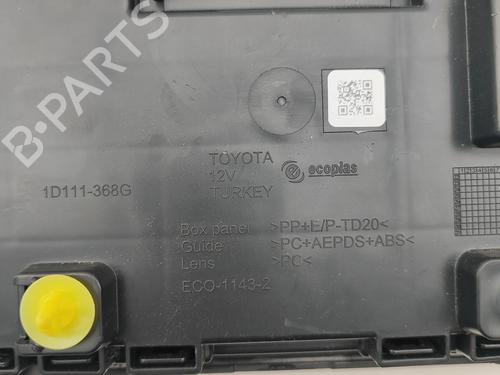 B-PARTS
TOYOTA
12V
TURKEY
ecoplas
1D111-368G
Box panel >PP+E/P-TD20<
Guide >PC+AEPDS+ABS<
Lens >PC<
ECO-1143-2